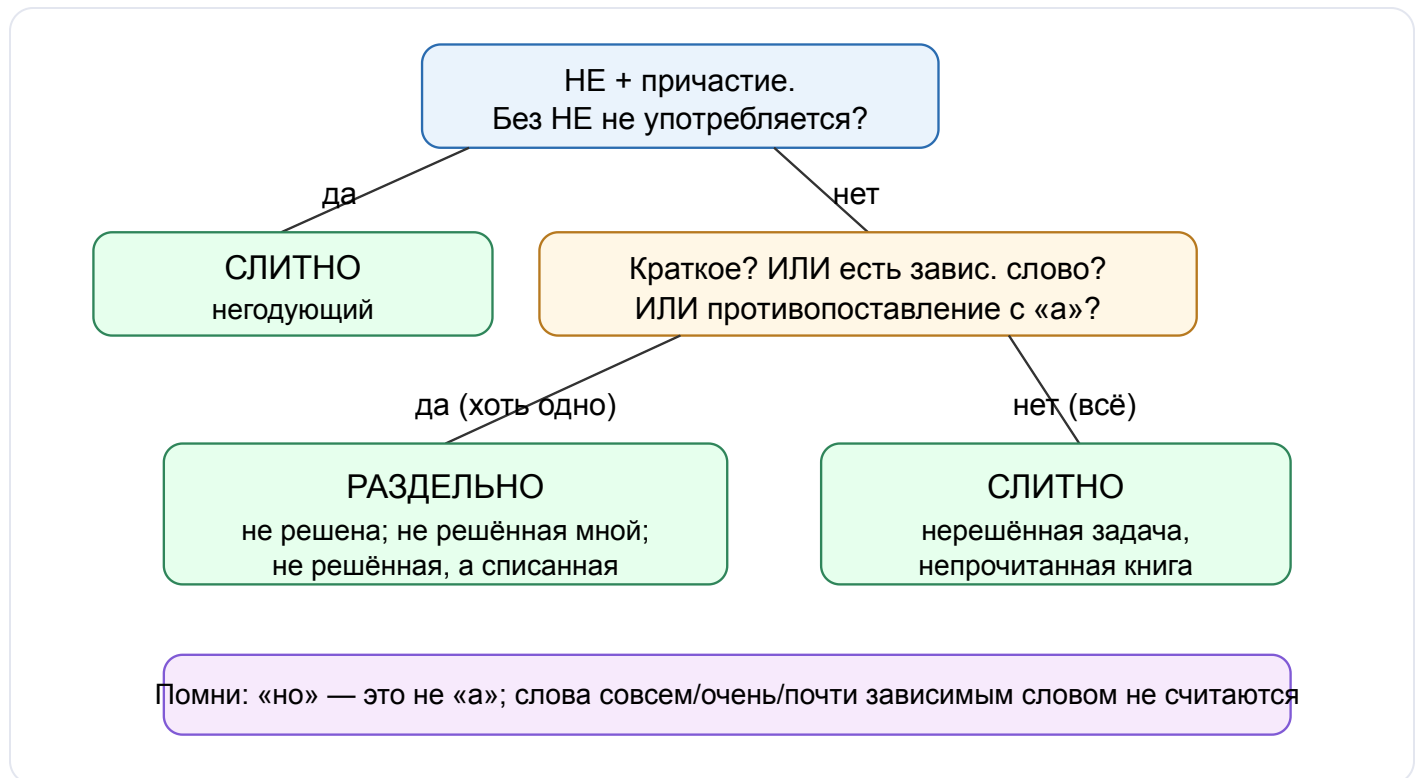 НЕ + причастие.
Без НЕ не употребляется?
да
нет
СЛИТНО
негодующий
Краткое? ИЛИ есть завис. слово?
ИЛИ противопоставление с «а»?
да (хоть одно)
нет (всё)
РАЗДЕЛЬНО
не решена; не решённая мной;
не решённая, а списанная
СЛИТНО
нерешённая задача,
непрочитанная книга
Помни: «но» — это не «а»; слова совсем/очень/почти зависимым словом не считаются